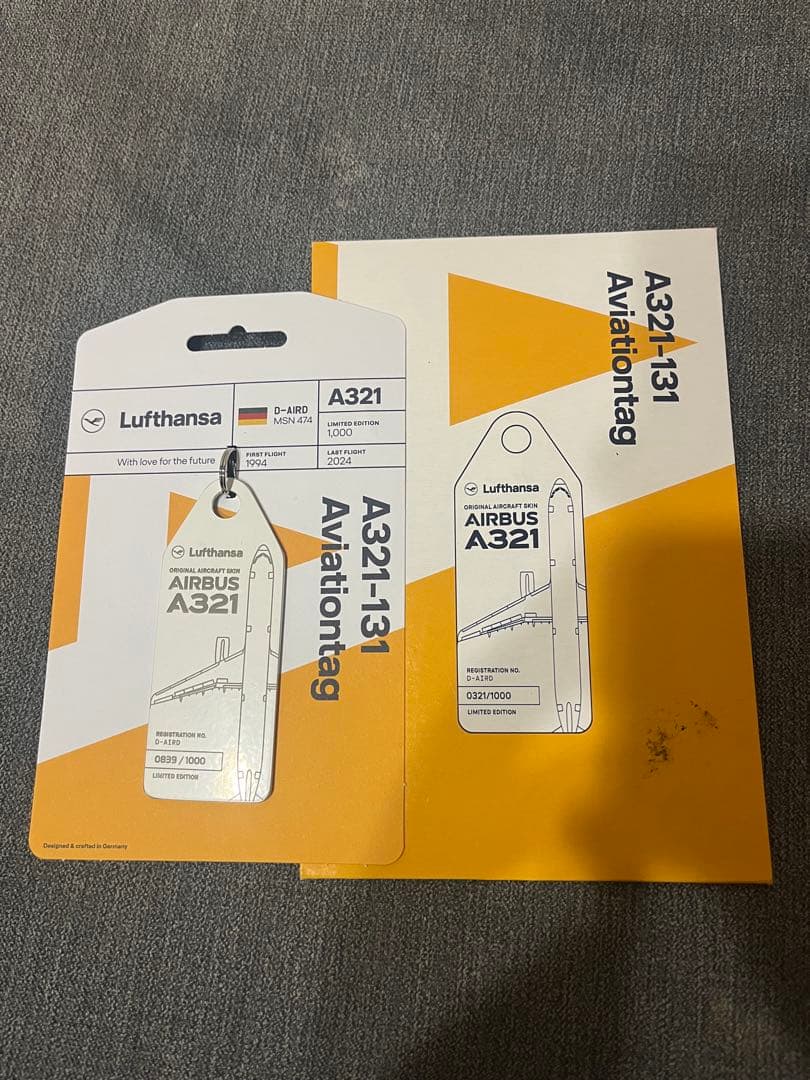 Lufthansa
D-AIRD
MSN 474
A321
LIMITED EDITION
1,000
With love for the future
FIRST FLIGHT
1994
LAST FLIGHT
2024
A321-131
Aviationtag
Lufthansa
ORIGINAL AIRCRAFT SKIN
AIRBUS
A321
REGISTRATION NO.
D-AIRD
0839 / 1000
LIMITED EDITION
Designed & crafted in Germany
A321-131
Aviationtag
Lufthansa
ORIGINAL AIRCRAFT SKIN
AIRBUS
A321
REGISTRATION NO.
D-AIRD
0321/1000
LIMITED EDITION